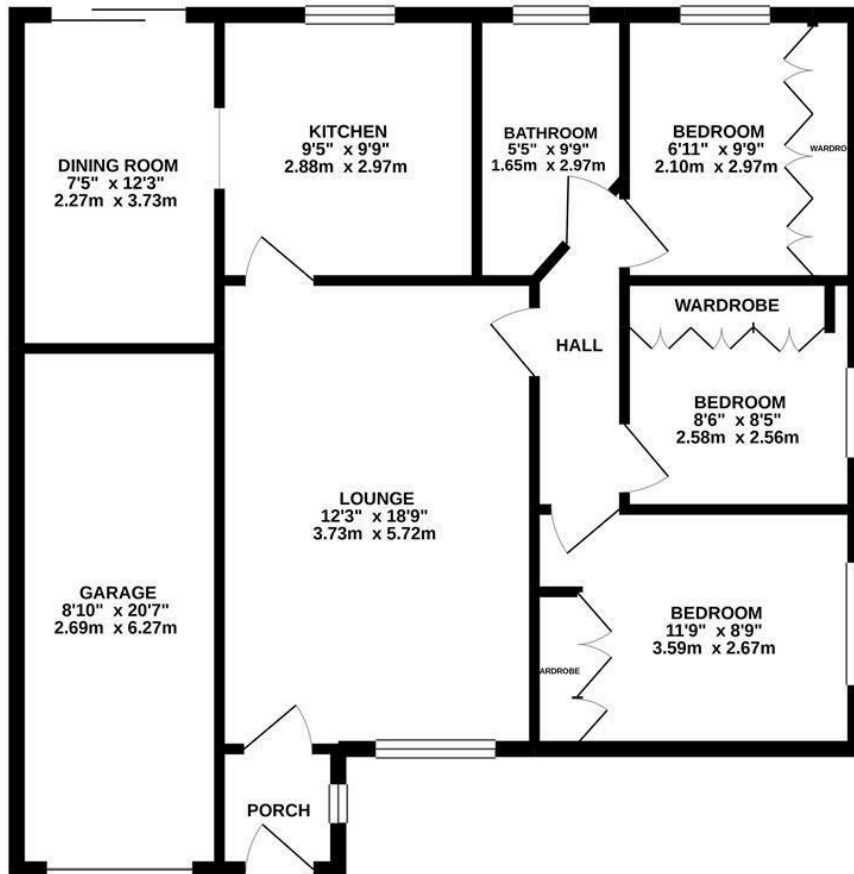 DINING ROOM
7'5" x 12'3"
2.27m x 3.73m
KITCHEN
9'5" x 9'9"
2.88m x 2.97m
BATHROOM
5'5" x 9'9"
1.65m x 2.97m
BEDROOM
6'11" x 9'9"
2.10m x 2.97m
WARDRO
WARDROBE
HALL
BEDROOM
8'6" x 8'5"
2.58m x 2.56m
LOUNGE
12'3" x 18'9"
3.73m x 5.72m
GARAGE
8'10" x 20'7"
2.69m x 6.27m
BEDROOM
11'9" x 8'9"
3.59m x 2.67m
ARDROBE
PORCH